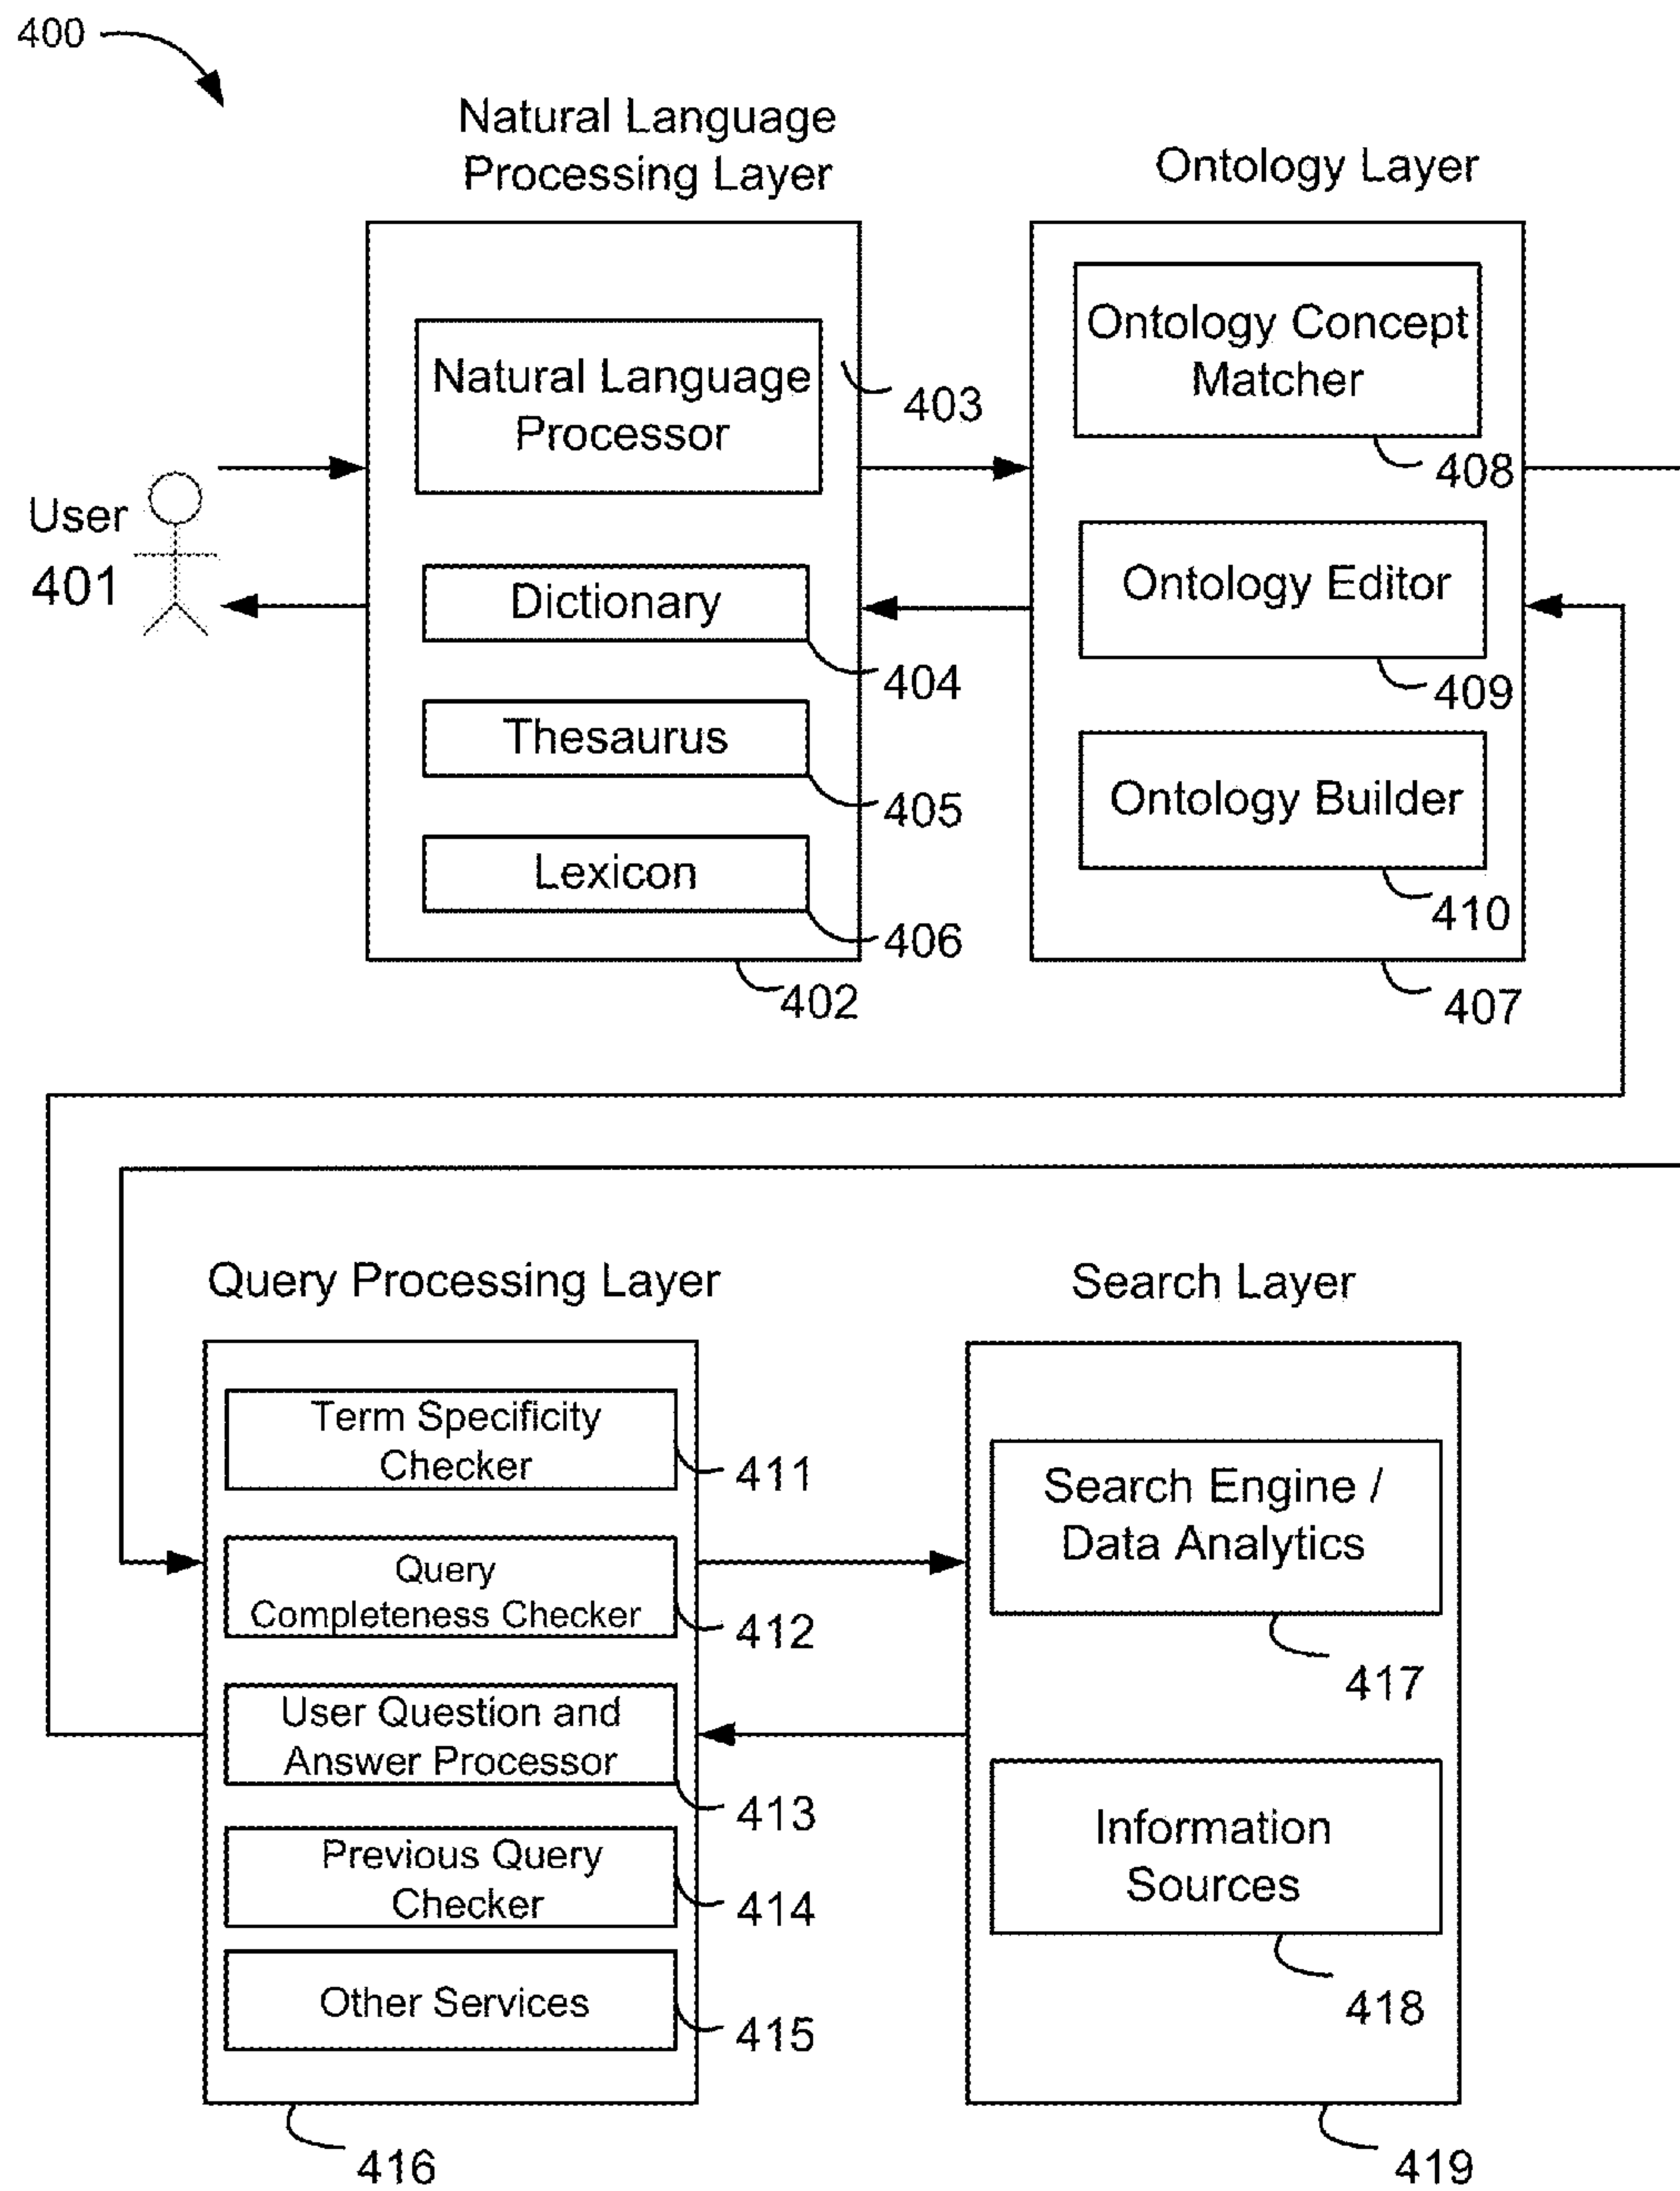 400
Natural Language
Processing Layer
Ontology Layer
Natural Language
Processor
403
Ontology Concept
Matcher
408
User
401
Dictionary
404
Ontology Editor
409
Thesaurus
405
Ontology Builder
410
Lexicon
406
402
407
Query Processing Layer
Search Layer
Term Specificity
Checker
411
Search Engine /
Data Analytics
417
Query
Completeness Checker
412
User Question and
Answer Processor
413
Information
Sources
418
Previous Query
Checker
414
Other Services
415
416
419